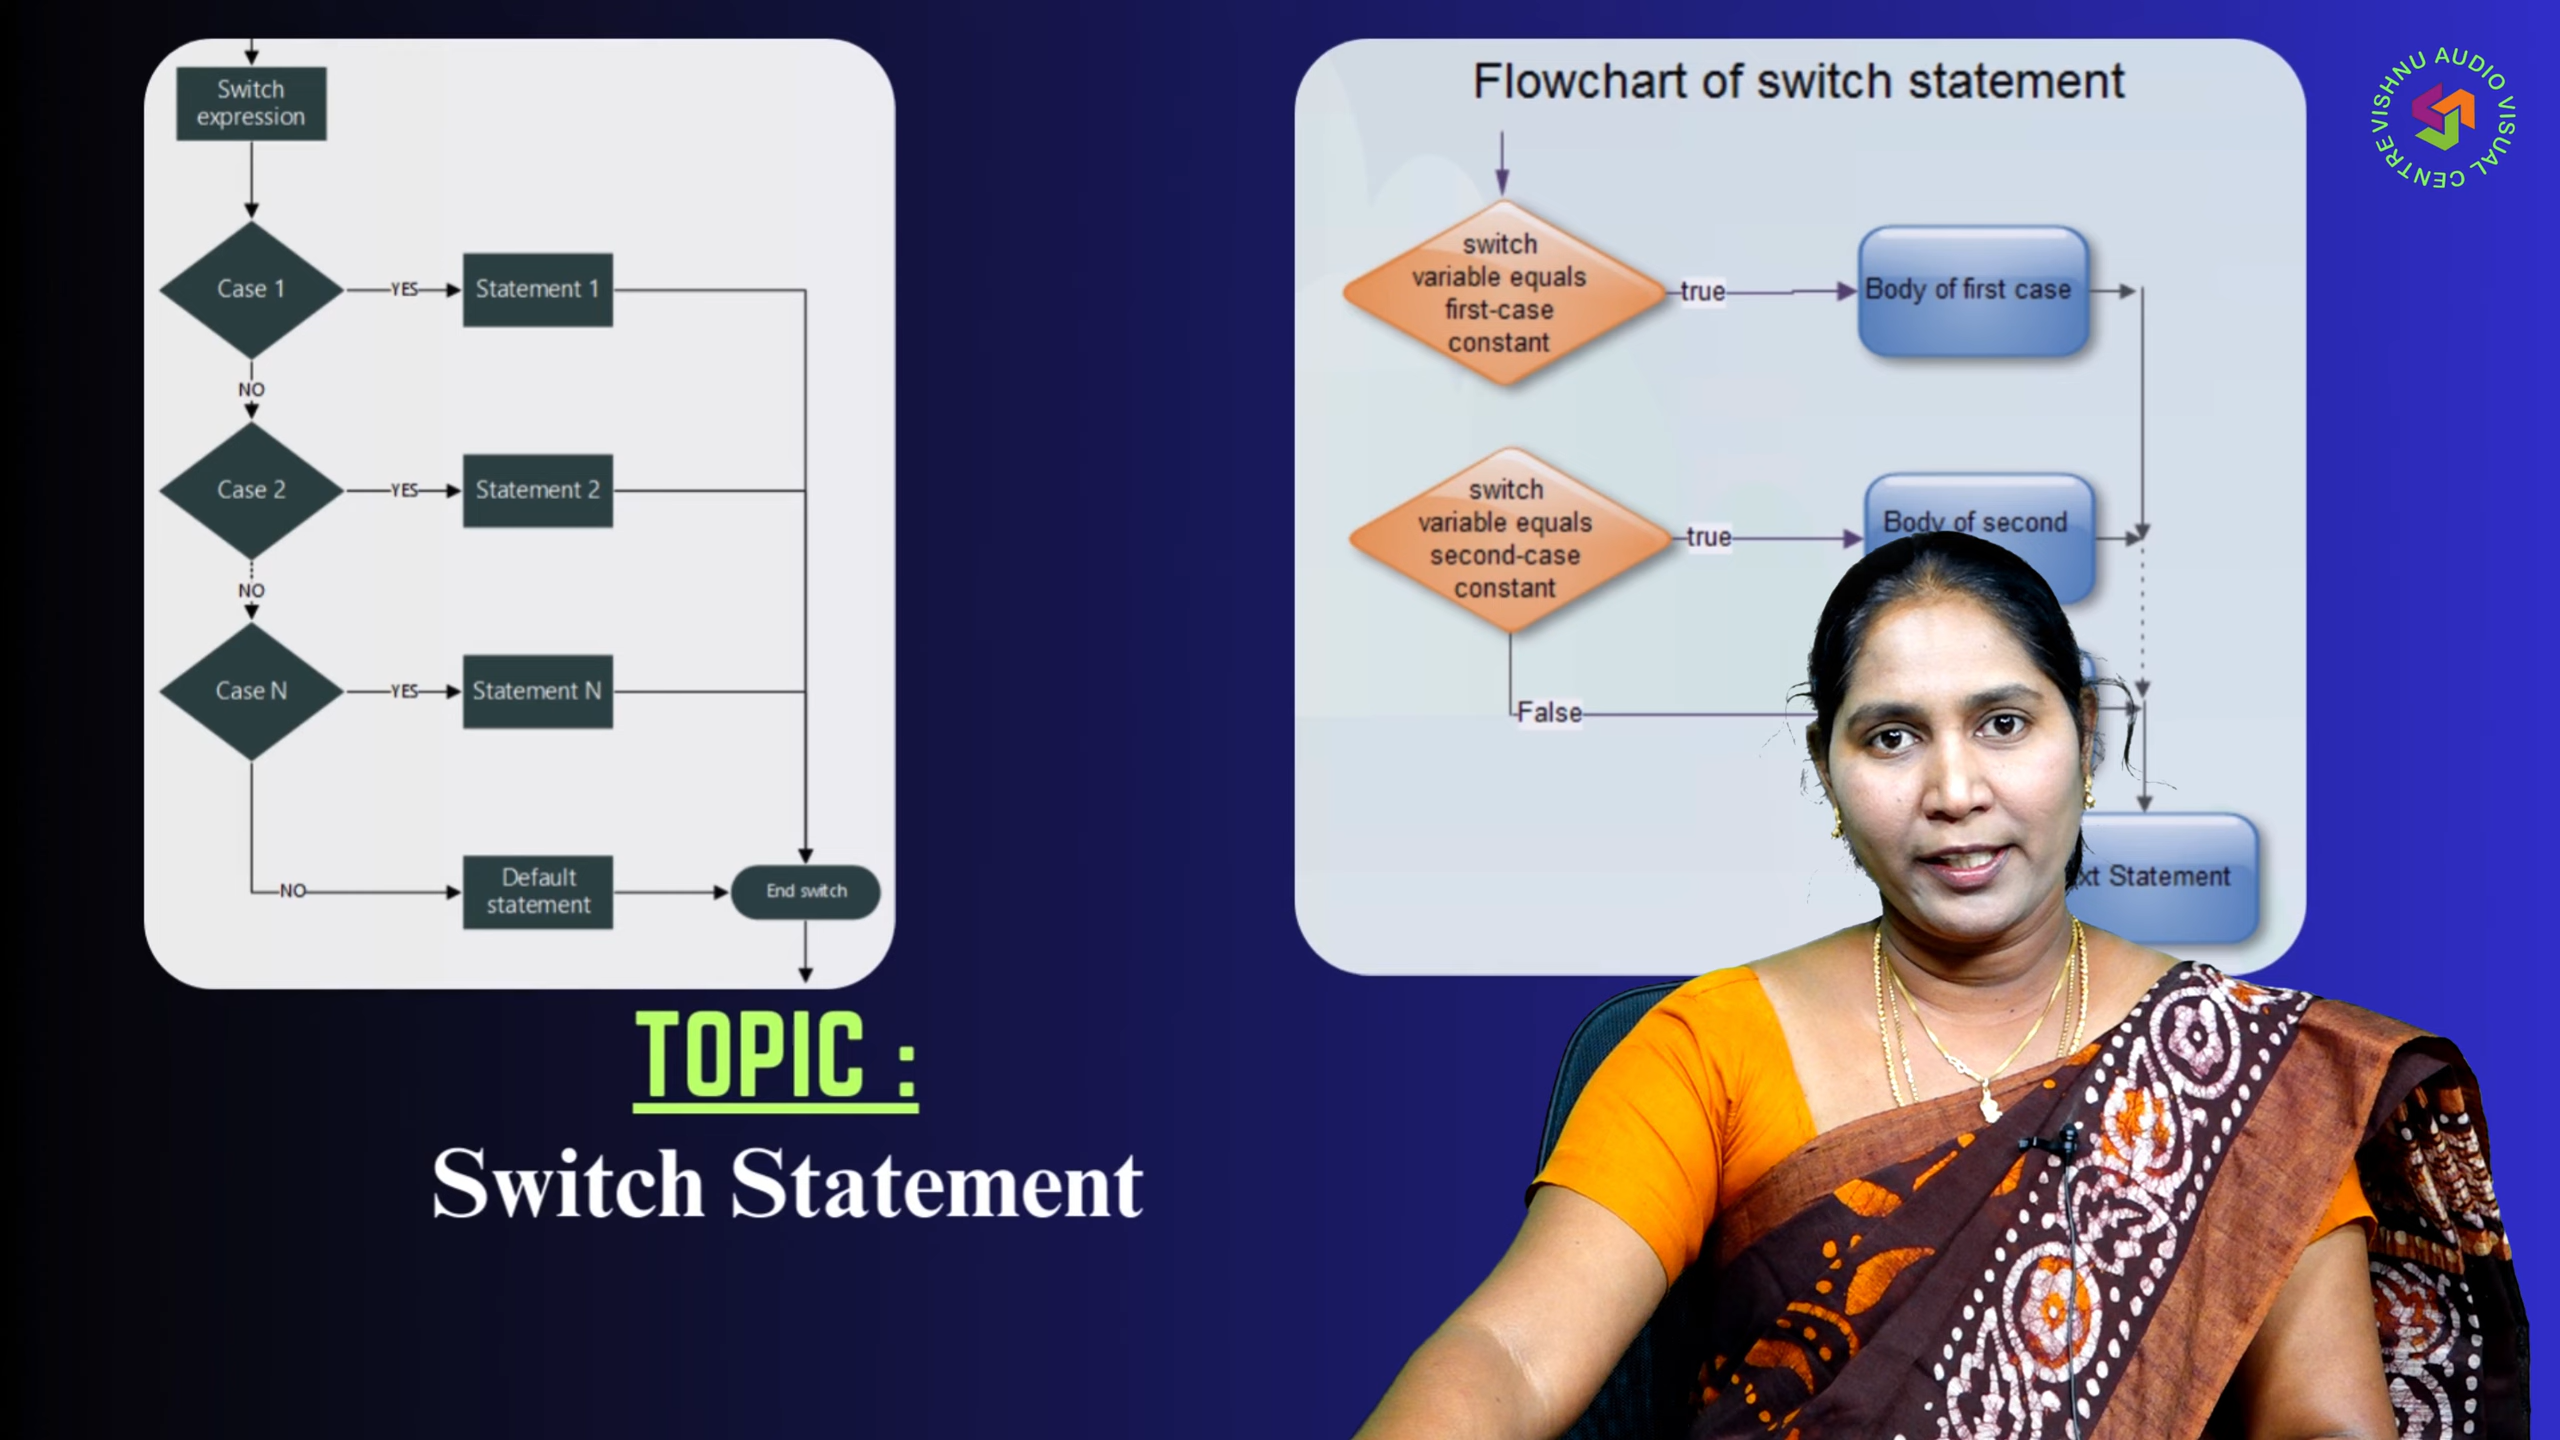 Switch
expression
Case 1
YES
Statement 1
NO
Case 2
YES
Statement 2
NO
Case N
YES
Statement N
NO
Default
statement
End switch
Flowchart of switch statement
switch
variable equals
first-case
constant
true
Body of first case
switch
variable equals
second-case
constant
true
Body of second
False
Statement
VISHNU AUDIO VISUAL CENTRE
TOPIC :
Switch Statement